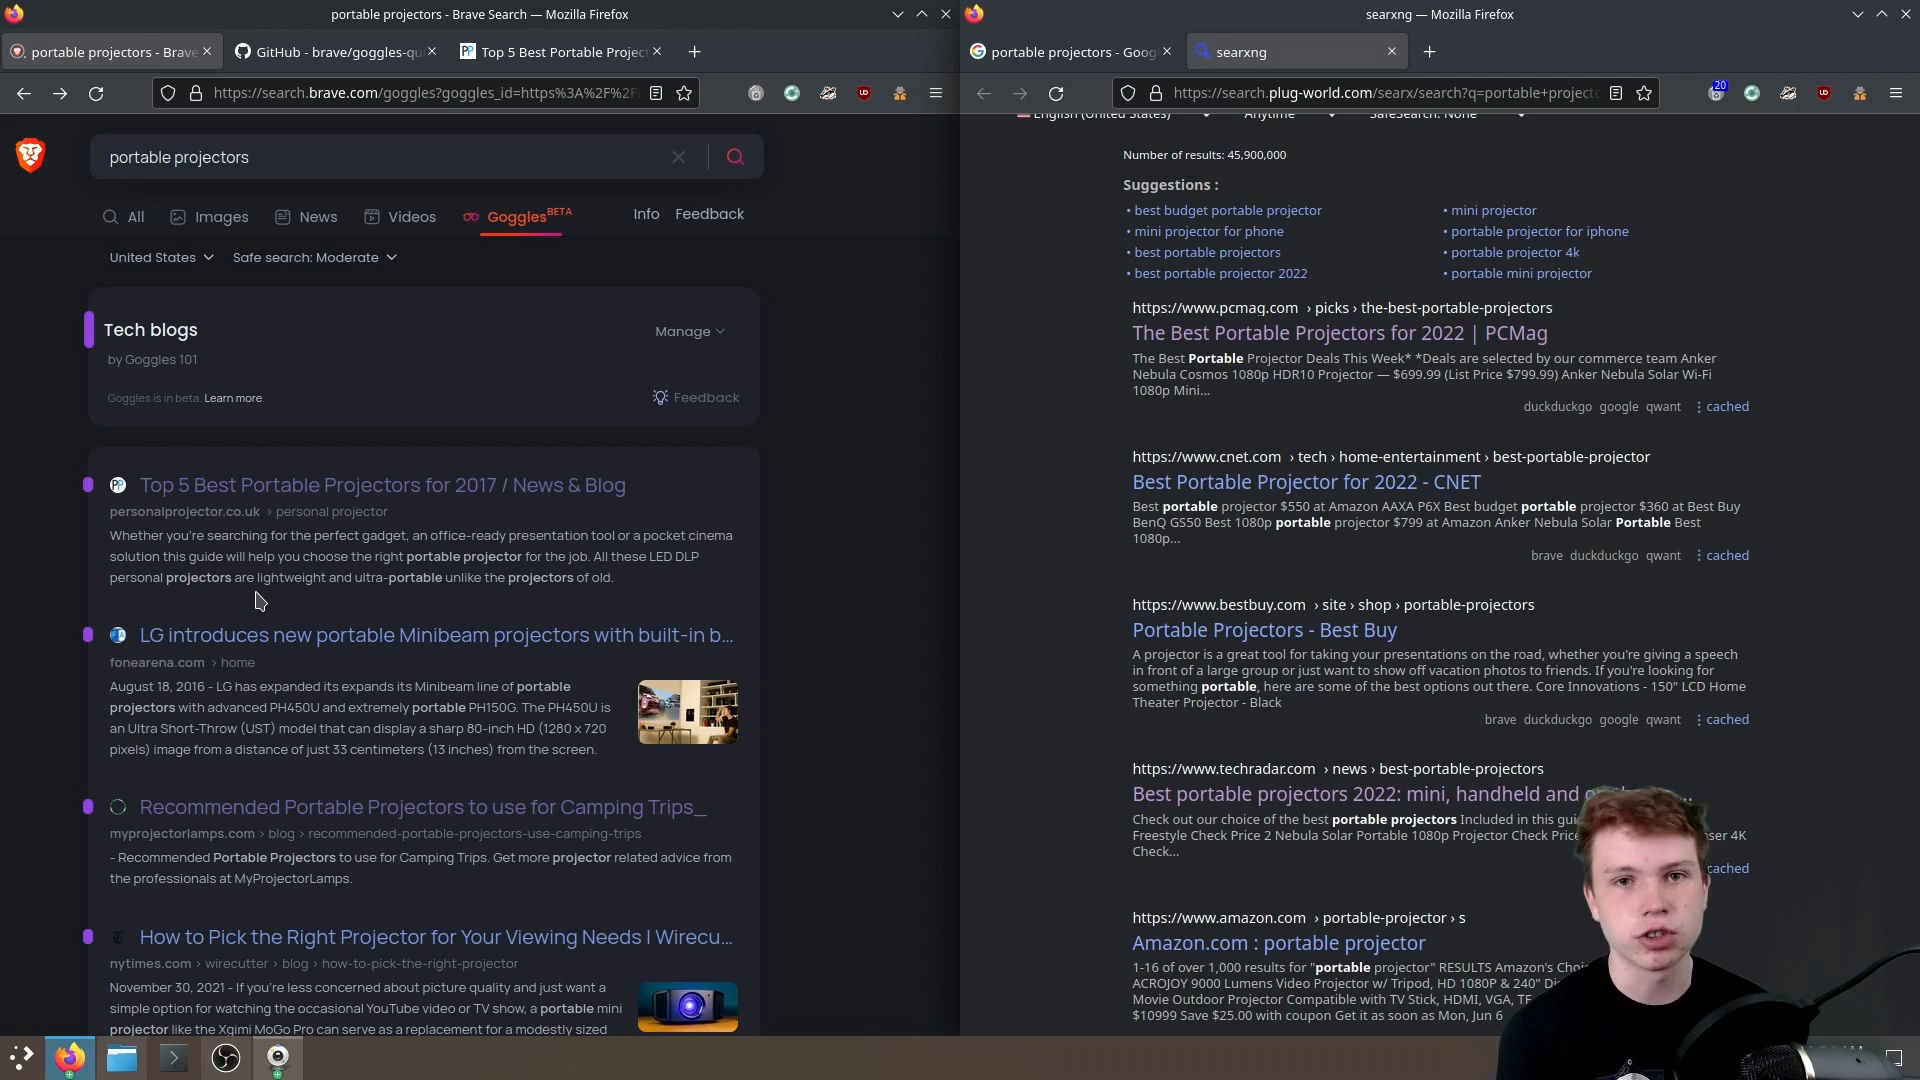 portable projectors - Brave Search — Mozilla Firefox
portable projectors - Brave
GitHub - brave/goggles-qu
Top 5 Best Portable Project
https://search.brave.com/goggles?goggles_id=https%3A%2F%2F
portable projectors
All
Images
News
Videos
Goggles BETA
Info
Feedback
United States
Safe search: Moderate
Tech blogs
Manage
by Goggles 101
Goggles is in beta. Learn more.
Feedback
Top 5 Best Portable Projectors for 2017 / News & Blog
personalprojector.co.uk › personal projector
Whether you're searching for the perfect gadget, an office-ready presentation tool or a pocket cinema
solution this guide will help you choose the right portable projector for the job. All these LED DLP
personal projectors are lightweight and ultra-portable unlike the projectors of old.
LG introduces new portable Minibeam projectors with built-in b...
fonearena.com › home
August 18, 2016 - LG has expanded its expands its Minibeam line of portable
projectors with advanced PH450U and extremely portable PH150G. The PH450U is
an Ultra Short-Throw (UST) model that can display a sharp 80-inch HD (1280 x 720
pixels) image from a distance of just 33 centimeters (13 inches) from the screen.
Recommended Portable Projectors to use for Camping Trips_
myprojectorlamps.com › blog › recommended-portable-projectors-use-camping-trips
- Recommended Portable Projectors to use for Camping Trips. Get more projector related advice from
the professionals at MyProjectorLamps.
How to Pick the Right Projector for Your Viewing Needs | Wirecu...
nytimes.com › wirecutter › blog › how-to-pick-the-right-projector
November 30, 2021 - If you're less concerned about picture quality and just want a
simple option for watching the occasional YouTube video or TV show, a portable mini
projector like the Xgimi MoGo Pro can serve as a replacement for a modestly sized
searxng — Mozilla Firefox
portable projectors - Goog
searxng
https://search.plug-world.com/searx/search?q=portable+project
20
English (United States)
Anytime
SafeSearch: None
Number of results: 45,900,000
Suggestions :
• best budget portable projector
• mini projector
• mini projector for phone
• portable projector for iphone
• best portable projectors
• portable projector 4k
• best portable projector 2022
• portable mini projector
https://www.pcmag.com › picks › the-best-portable-projectors
The Best Portable Projectors for 2022 | PCMag
The Best Portable Projector Deals This Week* *Deals are selected by our commerce team Anker
Nebula Cosmos 1080p HDR10 Projector — $699.99 (List Price $799.99) Anker Nebula Solar Wi-Fi
1080p Mini...
duckduckgo google qwant cached
https://www.cnet.com › tech › home-entertainment › best-portable-projector
Best Portable Projector for 2022 - CNET
Best portable projector $550 at Amazon AAXA P6X Best budget portable projector $360 at Best Buy
BenQ GS50 Best 1080p portable projector $799 at Amazon Anker Nebula Solar Portable Best
1080p...
brave duckduckgo qwant cached
https://www.bestbuy.com › site › shop › portable-projectors
Portable Projectors - Best Buy
A projector is a great tool for taking your presentations on the road, whether you're giving a speech
in front of a large group or just want to show off vacation photos to friends. If you're looking for
something portable, here are some of the best options out there. Core Innovations - 150" LCD Home
Theater Projector - Black
brave duckduckgo google qwant cached
https://www.techradar.com › news › best-portable-projectors
Best portable projectors 2022: mini, handheld and
Check out our choice of the best portable projectors Included in this
Freestyle Check Price 2 Nebula Solar Portable 1080p Projector Check Price
4K
Check...
cached
https://www.amazon.com › portable-projector › s
Amazon.com : portable projector
1-16 of over 1,000 results for "portable projector" RESULTS Amazon's
ACROJOY 9000 Lumens Video Projector w/ Tripod, HD 1080P & 240"
Movie Outdoor Projector Compatible with TV Stick, HDMI, VGA,
$10999 Save $25.00 with coupon Get it as soon as Mon, Jun 6